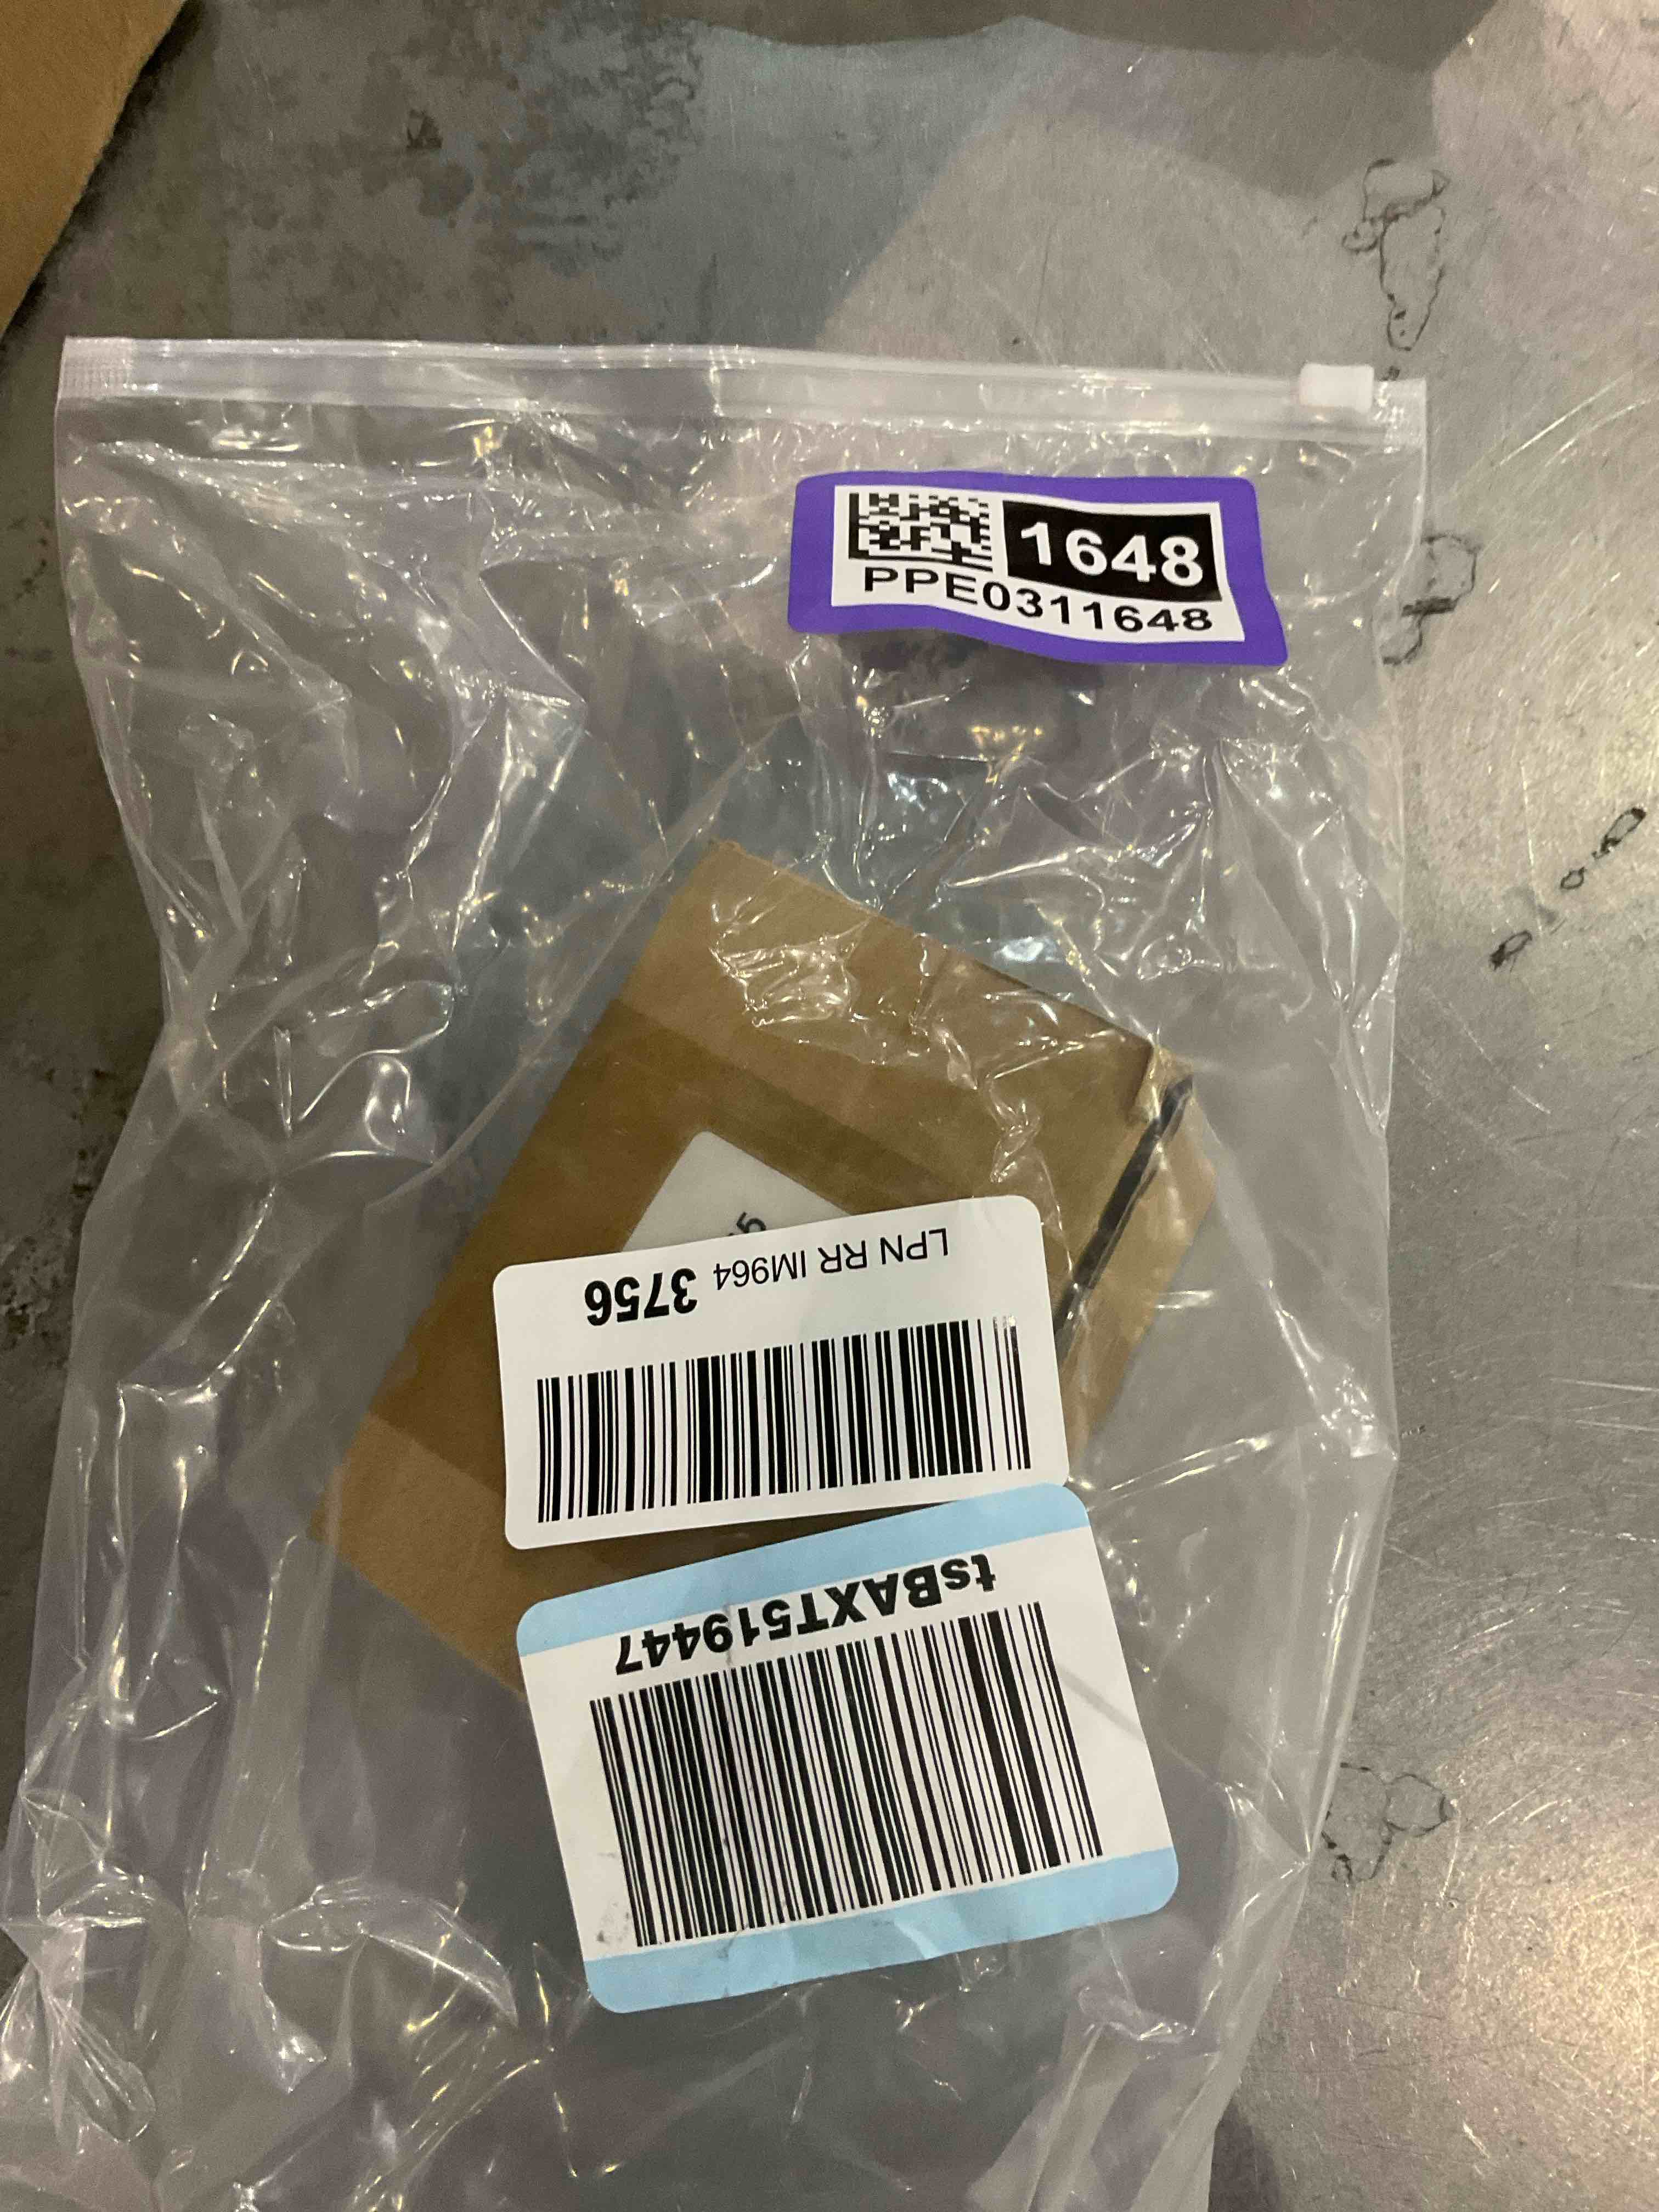 1648
PPE0311648
LPN RR IM964 3756
tsBAXT519447